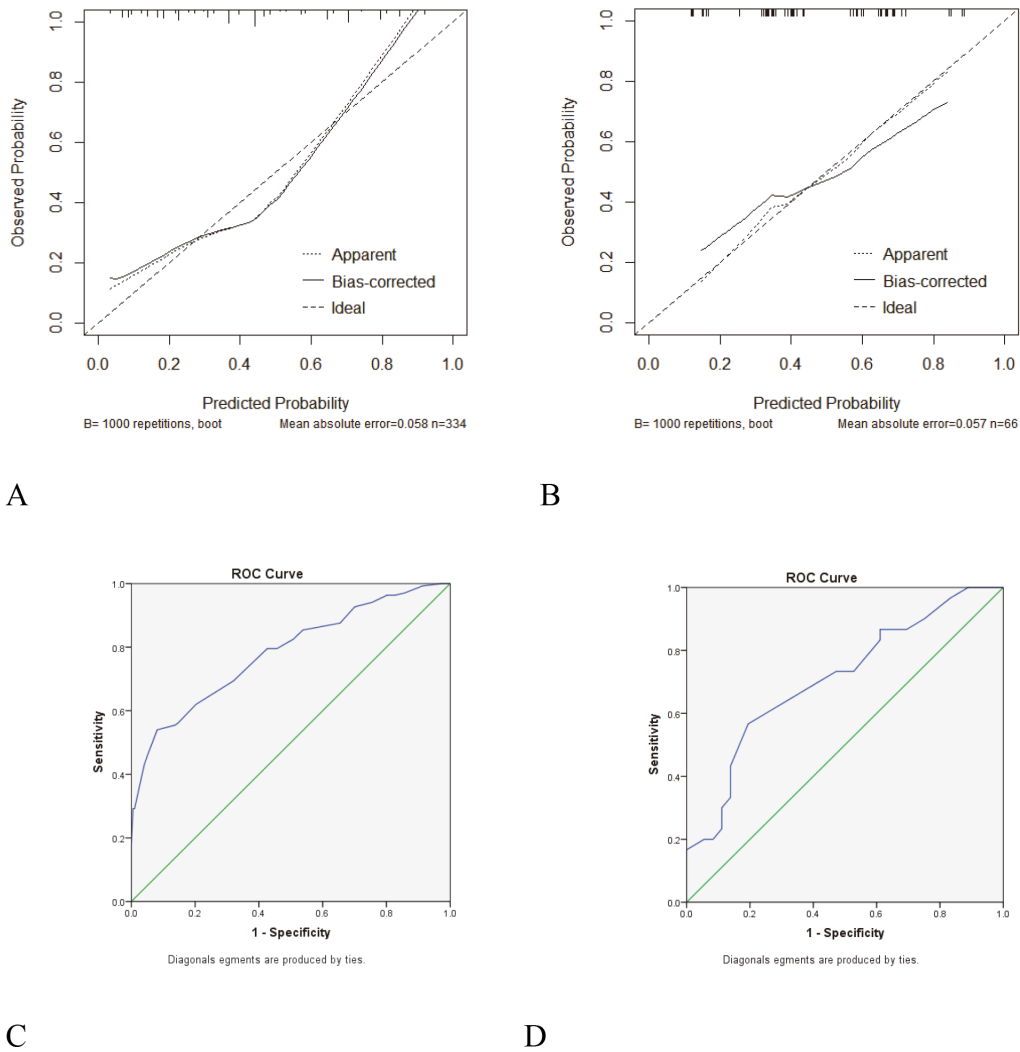 1.0
0.8
0.6
0.4
0.2
0.0
Observed Probability
Apparent
Bias-corrected
Ideal
0.0 0.2 0.4 0.6 0.8 1.0
Predicted Probability
B= 1000 repetitions, boot Mean absolute error=0.058 n=334
A
1.0
0.8
0.6
0.4
0.2
0.0
Observed Probability
Apparent
Bias-corrected
Ideal
0.0 0.2 0.4 0.6 0.8 1.0
Predicted Probability
B= 1000 repetitions, boot Mean absolute error=0.057 n=66
B
ROC Curve
1.0
0.8
0.6
0.4
0.2
0.0
Sensitivity
0.0 0.2 0.4 0.6 0.8 1.0
1 - Specificity
Diagonals egments are produced by ties.
C
ROC Curve
1.0
0.8
0.6
0.4
0.2
0.0
Sensitivity
0.0 0.2 0.4 0.6 0.8 1.0
1 - Specificity
Diagonals egments are produced by ties.
D